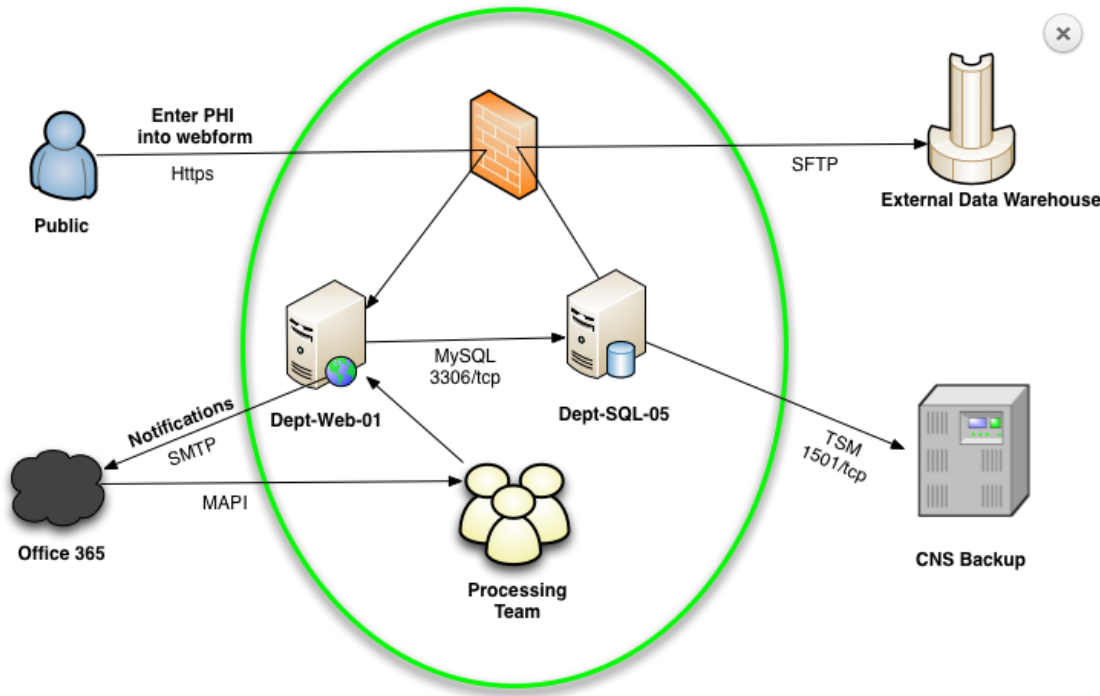 Enter PHI
into webform
Https
Public
SFTP
External Data Warehouse
MySQL
3306/tcp
Dept-Web-01
Dept-SQL-05
Notifications
SMTP
TSM
1501/tcp
MAPI
Office 365
Processing
Team
CNS Backup